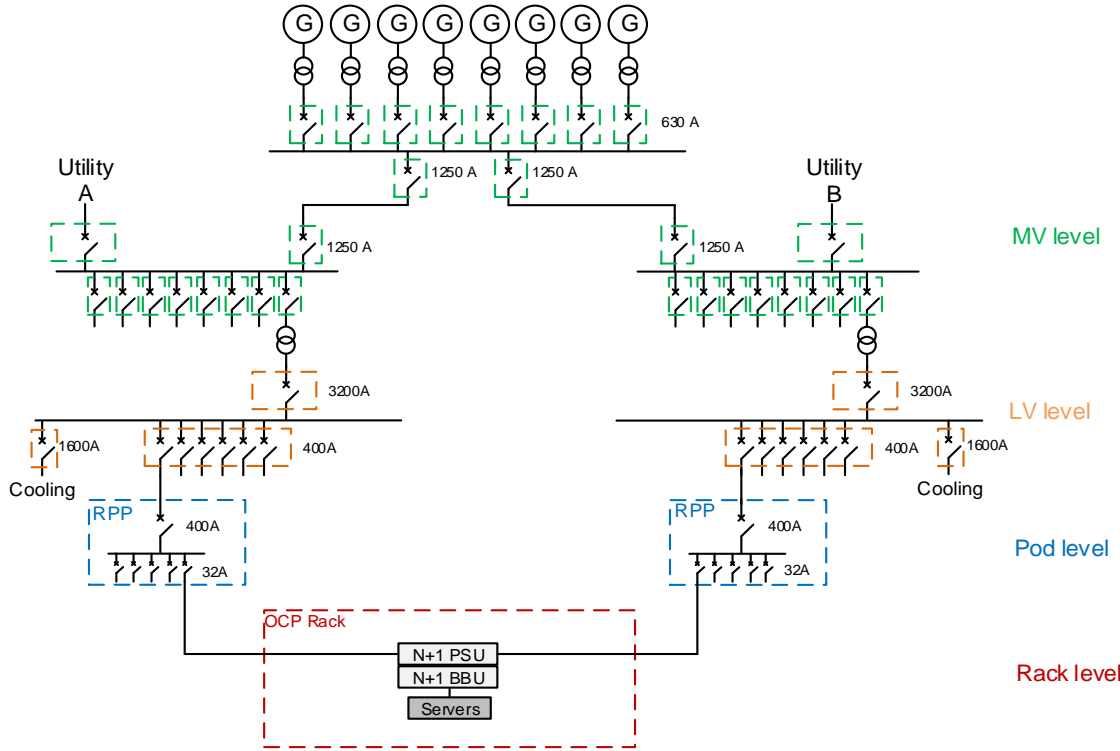 G G G G G G G G
630 A
1250 A 1250 A
Utility
A
Utility
B
1250 A 1250 A
MV level
3200A 3200A
LV level
1600A 400A 400A 1600A
Cooling Cooling
RPP RPP
400A 400A
Pod level
32A 32A
OCP Rack
N+1 PSU
N+1 BBU
Servers
Rack level